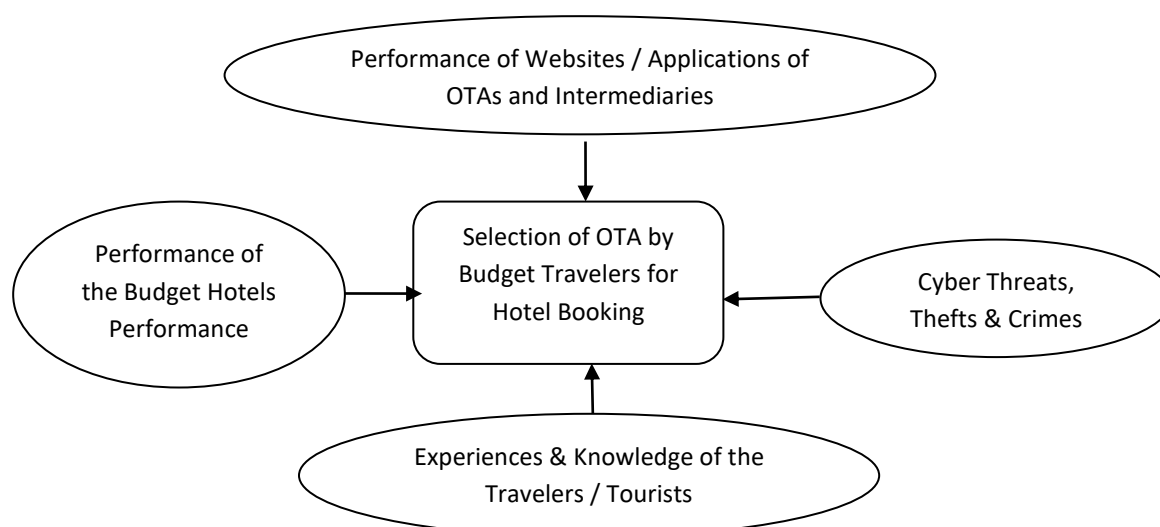 Performance of Websites / Applications of
OTAs and Intermediaries
Performance of
the Budget Hotels
Performance
Selection of OTA by
Budget Travelers for
Hotel Booking
Cyber Threats,
Thefts & Crimes
Experiences & Knowledge of the
Travelers / Tourists